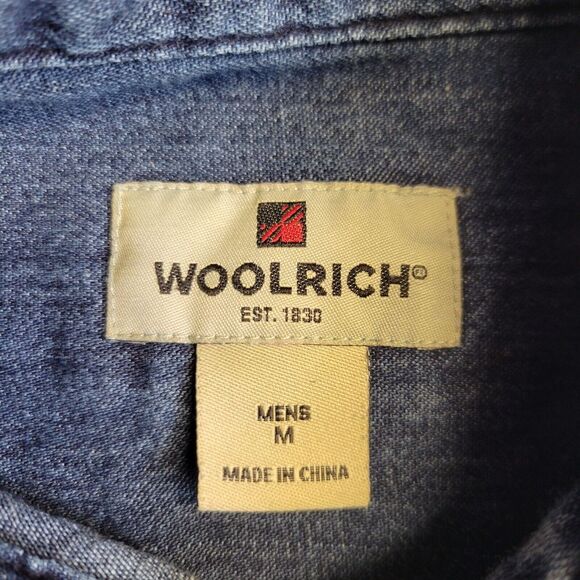 WOOLRICH®
EST. 1830
MENS
M
MADE IN CHINA